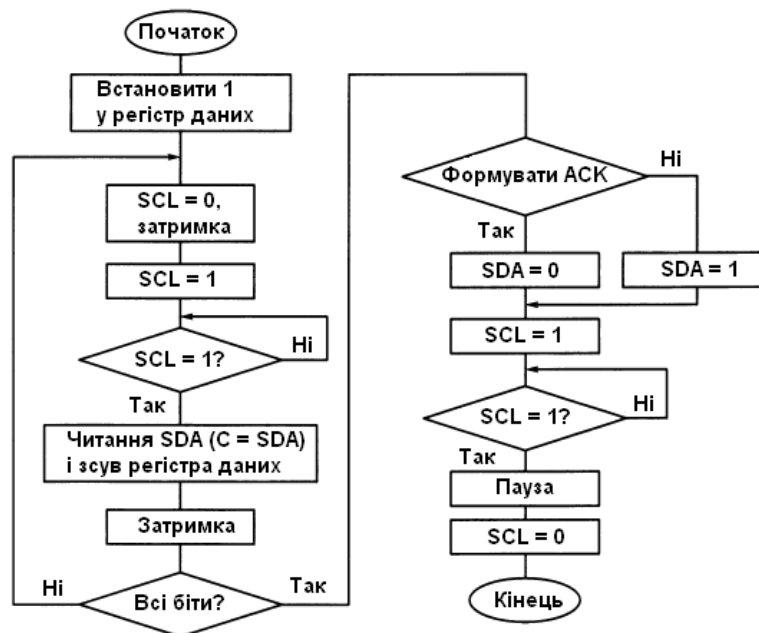 Початок
Встановити 1
у регістр даних
SCL = 0,
затримка
SCL = 1
SCL = 1?
Ні
Так
Читання SDA (C = SDA)
і зсув регістра даних
Затримка
Всі біти?
Ні
Так
Формувати ACK
Ні
Так
SDA = 0
SDA = 1
SCL = 1
SCL = 1?
Ні
Так
Пауза
SCL = 0
Кінець